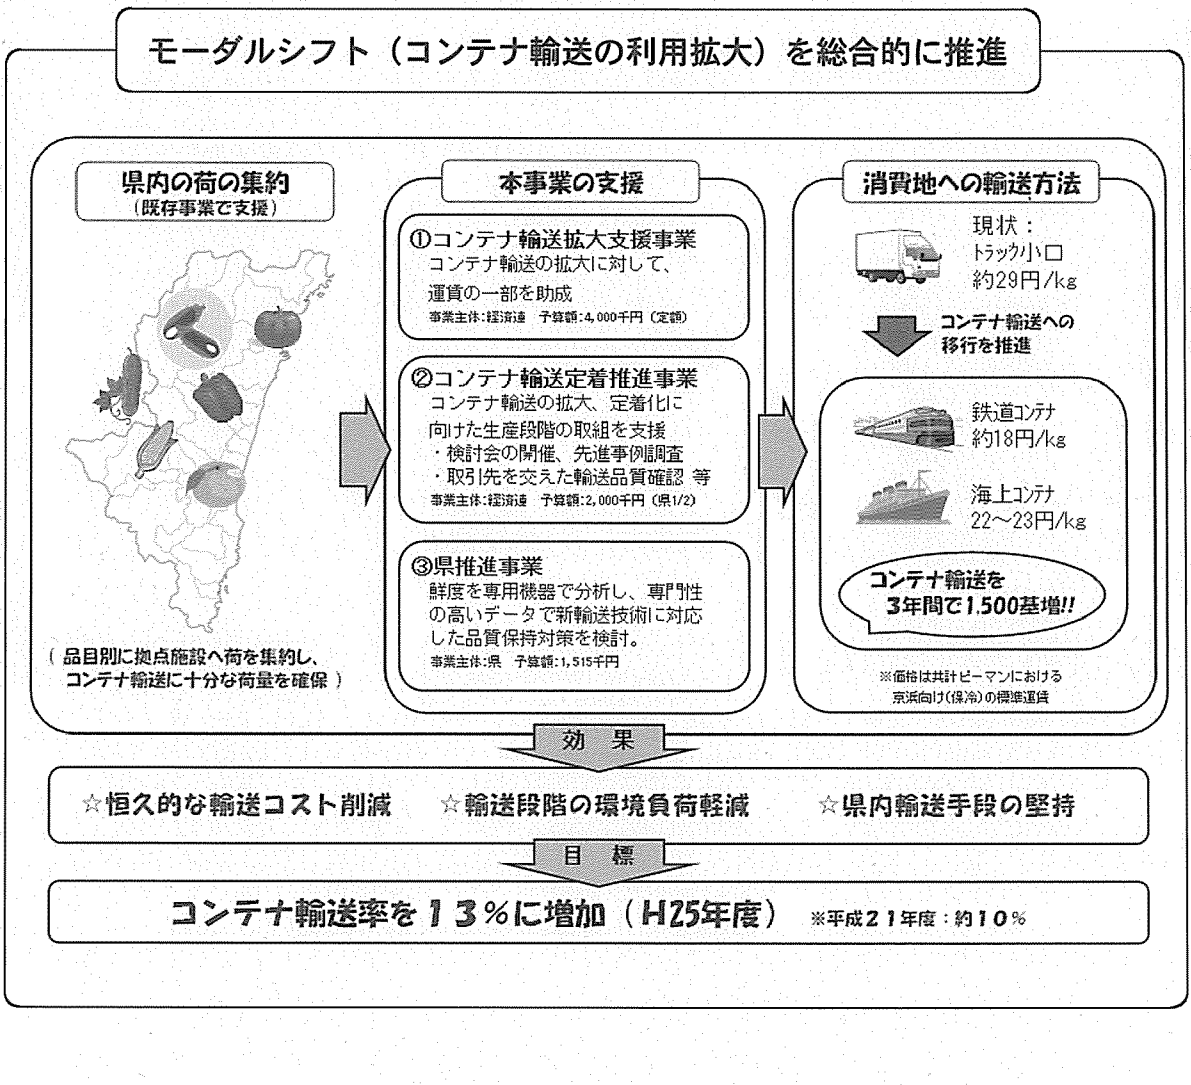 モーダルシフト（コンテナ輸送の利用拡大）を総合的に推進
県内の荷の集約
（既存事業で支援）
（品目別に拠点施設へ荷を集約し、
コンテナ輸送に十分な荷量を確保）
本事業の支援
①コンテナ輸送拡大支援事業
コンテナ輸送の拡大に対して、
運賃の一部を助成
事業主体：経済連　予算額：4,000千円（定額）
②コンテナ輸送定着推進事業
コンテナ輸送の拡大、定着化に
向けた生産段階の取組を支援
・検討会の開催、先進事例調査
・取引先を交えた輸送品質確認 等
事業主体：経済連　予算額：2,000千円（県1/2）
③県推進事業
鮮度を専用機器で分析し、専門性
の高いデータで新輸送技術に対応
した品質保持対策を検討。
事業主体：県　予算額：1,515千円
消費地への輸送方法
現状：
トラック小口
約29円/kg
コンテナ輸送への
移行を推進
鉄道コンテナ
約18円/kg
海上コンテナ
22～23円/kg
コンテナ輸送を
3年間で1,500基増!!
※価格は共計ピーマンにおける
京浜向け（保冷）の標準運賃
効　果
☆恒久的な輸送コスト削減　☆輸送段階の環境負荷軽減　☆県内輸送手段の堅持
目　標
コンテナ輸送率を１３％に増加（H25年度）　※平成２１年度：約１０％